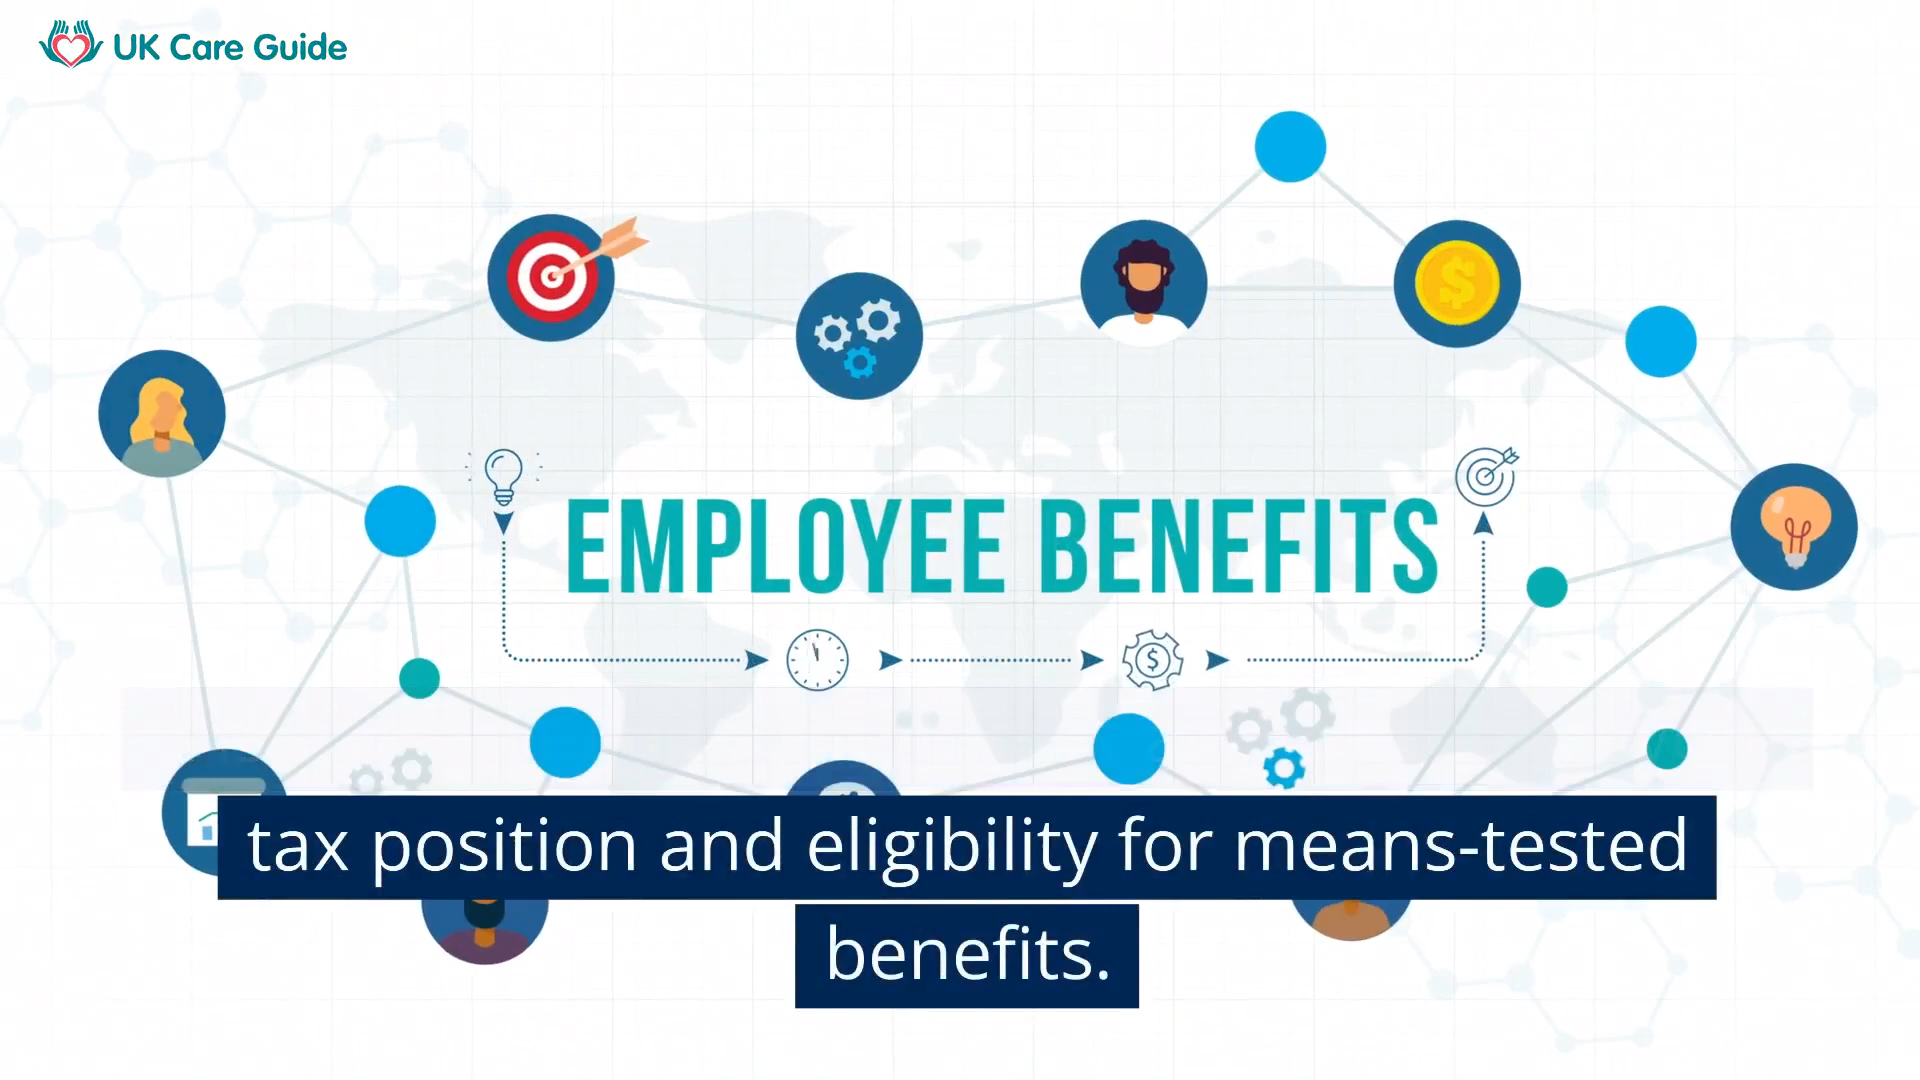 UK Care Guide
$
EMPLOYEE BENEFITS
$
tax position and eligibility for means-tested
benefits.